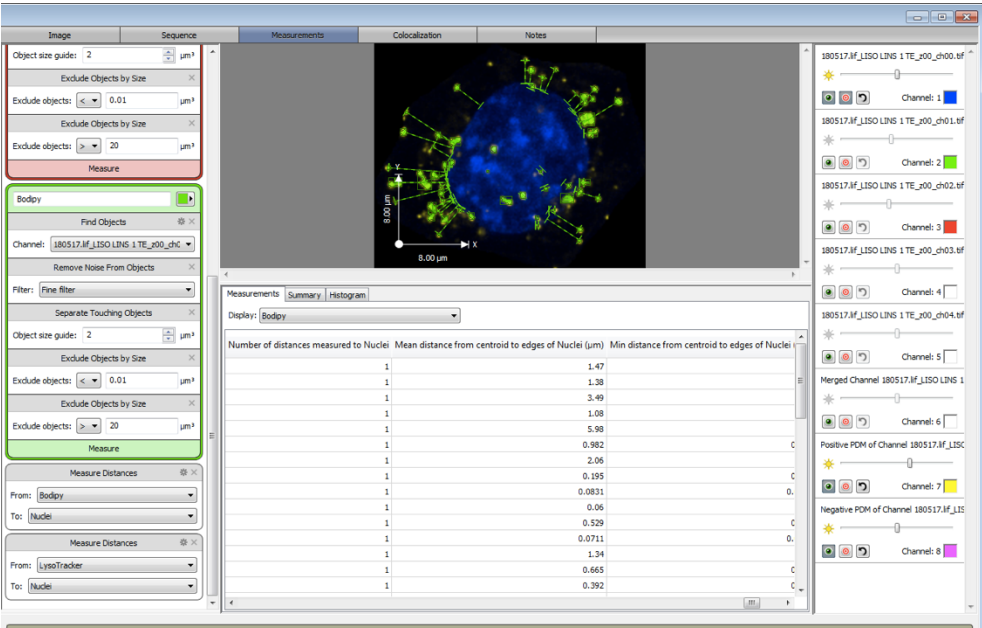 Image Sequence Measurements Colocalization Notes
Object size guide: 2 µm³
Exclude Objects by Size
Exclude objects: < 0.01 µm³
Exclude Objects by Size
Exclude objects: > 20 µm³
Measure
Bodipy
Find Objects
Channel: 180517.lif_LISO LINS 1 TE_z00_ch
Remove Noise From Objects
Filter: Fine filter
Separate Touching Objects
Object size guide: 2 µm³
Exclude Objects by Size
Exclude objects: < 0.01 µm³
Exclude Objects by Size
Exclude objects: > 20 µm³
Measure
Measure Distances
From: Bodipy
To: Nuclei
Measure Distances
From: LysoTracker
To: Nuclei
Y
8.00 µm
X
8.00 µm
Measurements Summary Histogram
Display: Bodipy
Number of distances measured to Nuclei Mean distance from centroid to edges of Nuclei (µm) Min distance from centroid to edges of Nuclei
1 1.47
1 1.38
1 3.49
1 1.08
1 5.98
1 0.982 0
1 2.06
1 0.195 0
1 0.0831 0.
1 0.06
1 0.529 0
1 0.0711 0.
1 1.34
1 0.665 0
1 0.392 0
180517.lif_LISO LINS 1 TE_z00_ch00.tif
Channel: 1
180517.lif_LISO LINS 1 TE_z00_ch01.tif
Channel: 2
180517.lif_LISO LINS 1 TE_z00_ch02.tif
Channel: 3
180517.lif_LISO LINS 1 TE_z00_ch03.tif
Channel: 4
180517.lif_LISO LINS 1 TE_z00_ch04.tif
Channel: 5
Merged Channel 180517.lif_LISO LINS 1
Channel: 6
Positive PDM of Channel 180517.lif_LISO
Channel: 7
Negative PDM of Channel 180517.lif_LIS
Channel: 8